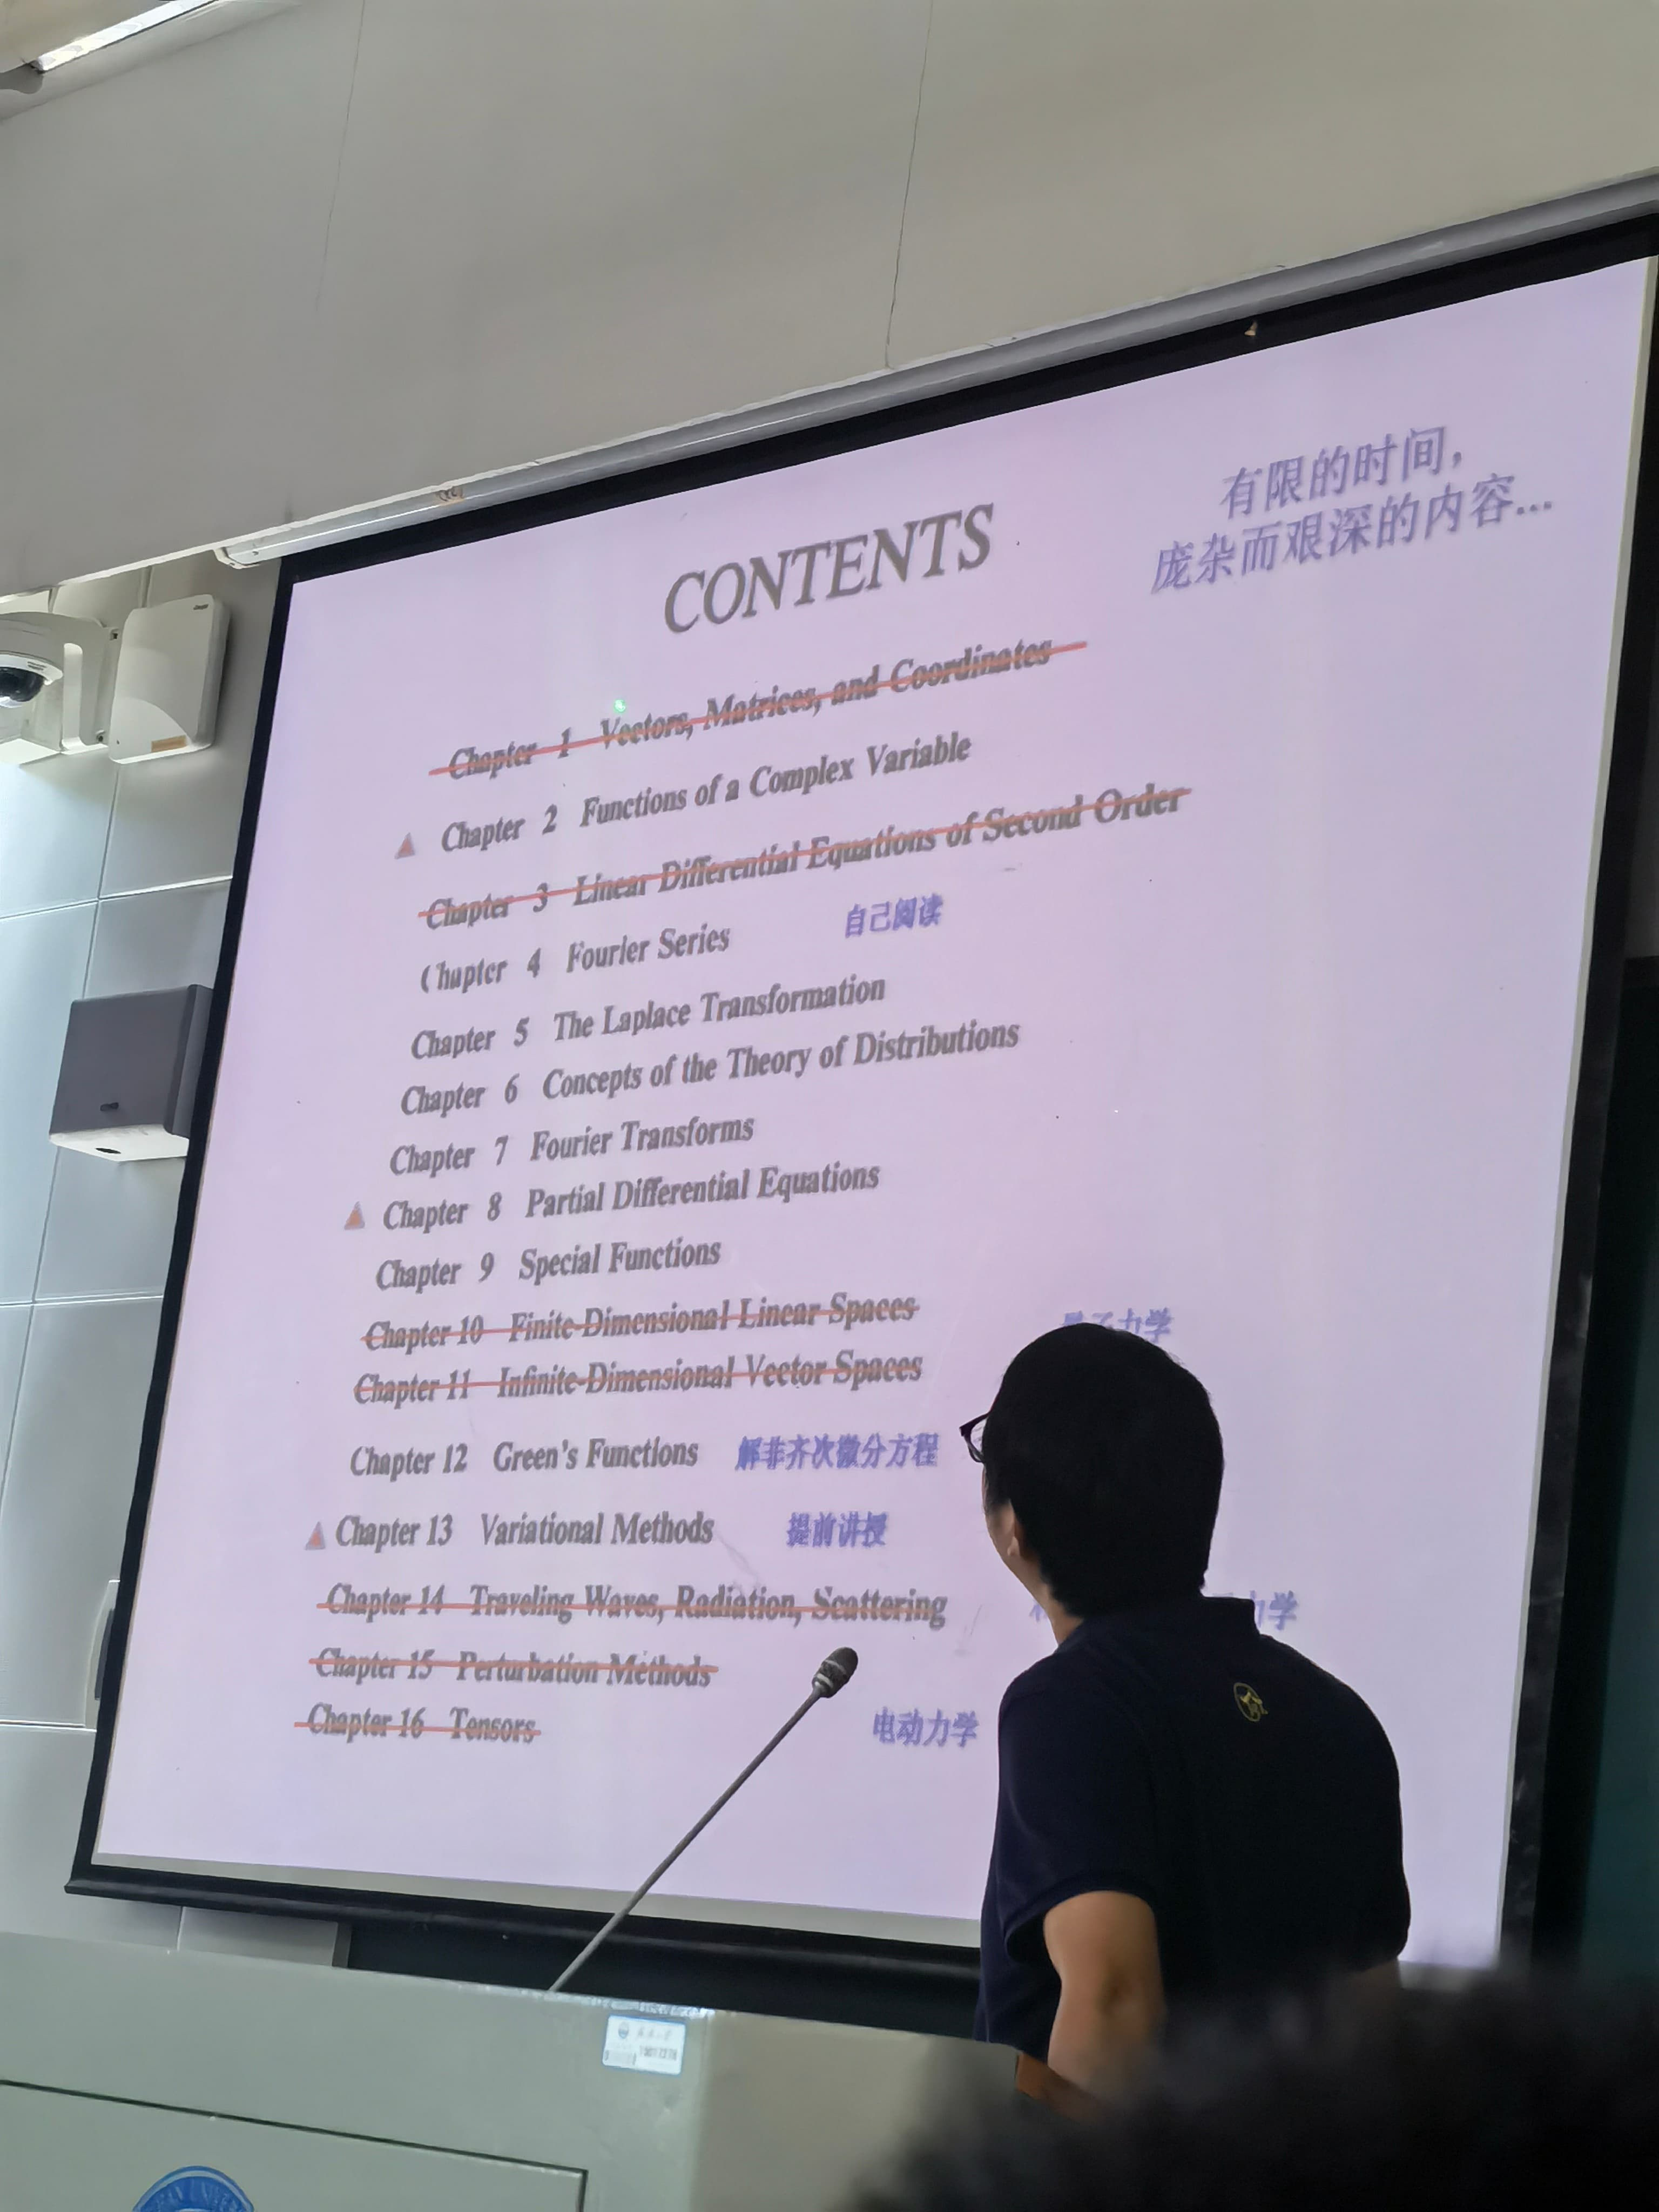 有限的时间，
庞杂而艰深的内容...
CONTENTS
Chapter 1 Vectors, Matrices, and Coordinates
Chapter 2 Functions of a Complex Variable
Chapter 3 Linear Differential Equations of Second Order
Chapter 4 Fourier Series 自己阅读
Chapter 5 The Laplace Transformation
Chapter 6 Concepts of the Theory of Distributions
Chapter 7 Fourier Transforms
Chapter 8 Partial Differential Equations
Chapter 9 Special Functions
Chapter 10 Finite-Dimensional Linear Spaces 力学
Chapter 11 Infinite-Dimensional Vector Spaces
Chapter 12 Green's Functions 解非齐次微分方程
Chapter 13 Variational Methods 提前讲授
Chapter 14 Traveling Waves, Radiation, Scattering 力学
Chapter 15 Perturbation Methods
Chapter 16 Tensors 电动力学